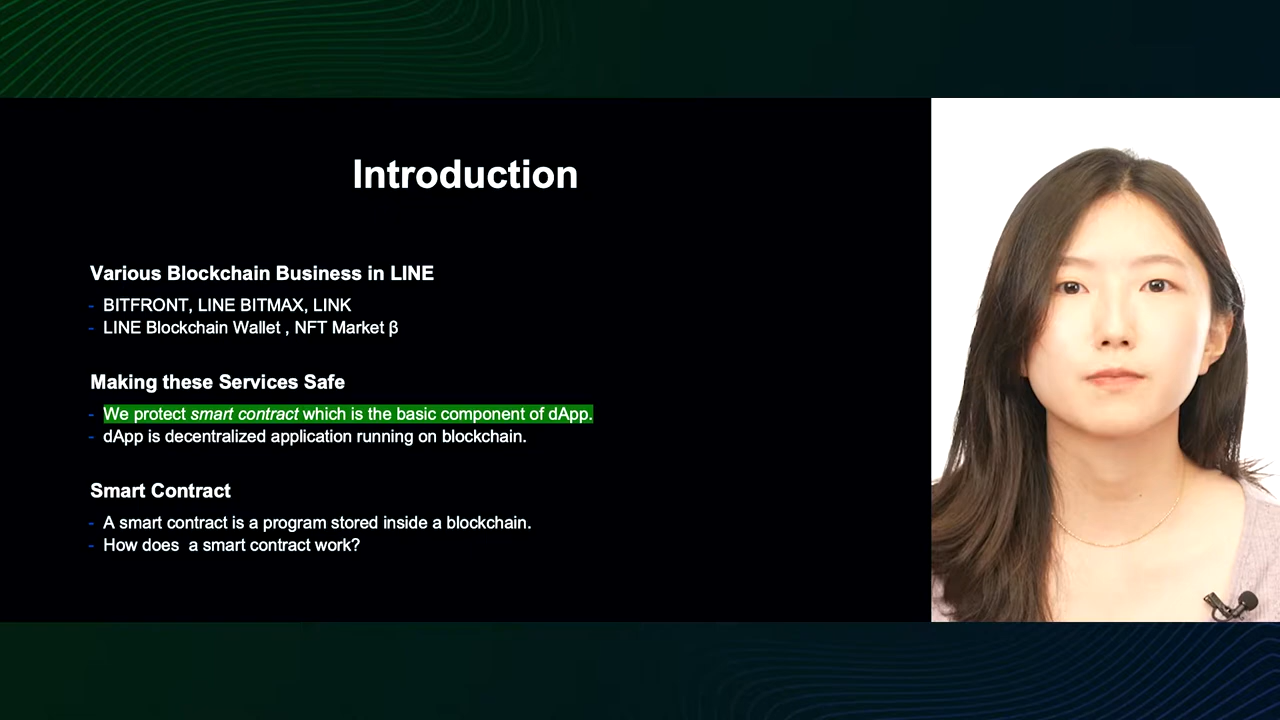 Introduction
Various Blockchain Business in LINE
- BITFRONT, LINE BITMAX, LINK
- LINE Blockchain Wallet , NFT Market β
Making these Services Safe
- We protect smart contract which is the basic component of dApp.
- dApp is decentralized application running on blockchain.
Smart Contract
- A smart contract is a program stored inside a blockchain.
- How does  a smart contract work?